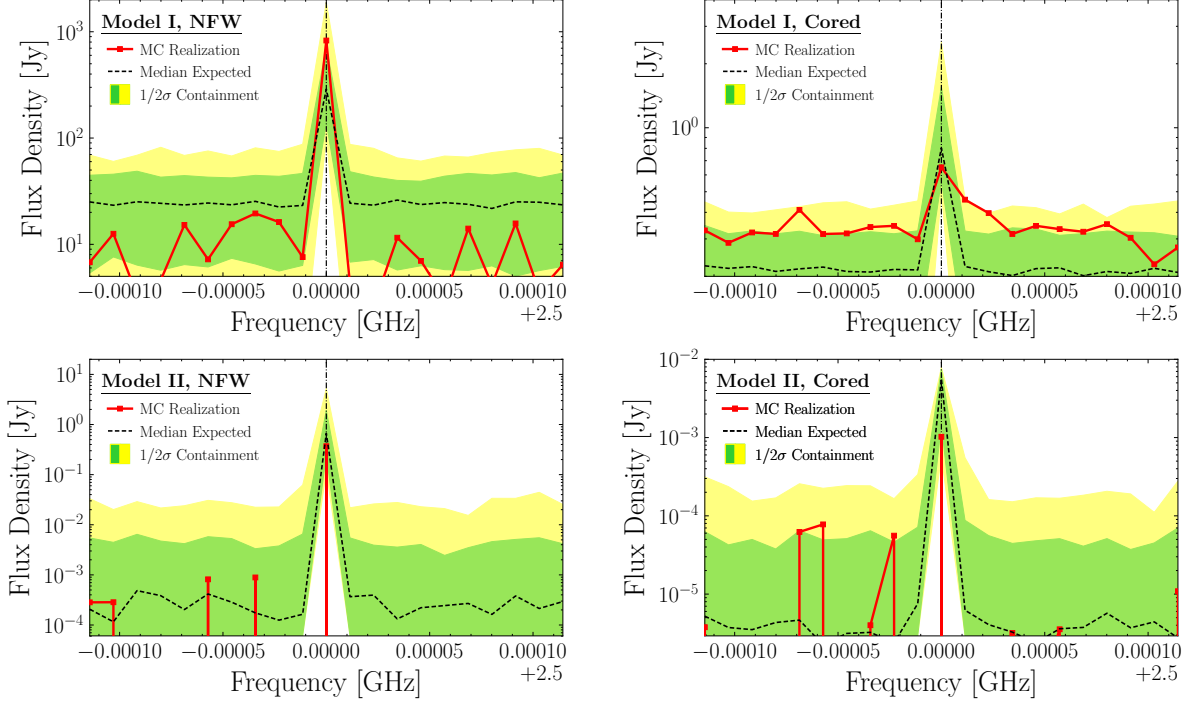 Model I, NFW
MC Realization
Median Expected
1/2σ Containment
10³
10²
10¹
Flux Density [Jy]
−0.00010 −0.00005 0.00000 0.00005 0.00010
+2.5
Frequency [GHz]
Model I, Cored
MC Realization
Median Expected
1/2σ Containment
10⁰
Flux Density [Jy]
−0.00010 −0.00005 0.00000 0.00005 0.00010
+2.5
Frequency [GHz]
Model II, NFW
MC Realization
Median Expected
1/2σ Containment
10¹
10⁰
10⁻¹
10⁻²
10⁻³
10⁻⁴
Flux Density [Jy]
−0.00010 −0.00005 0.00000 0.00005 0.00010
+2.5
Frequency [GHz]
Model II, Cored
MC Realization
Median Expected
1/2σ Containment
10⁻²
10⁻³
10⁻⁴
10⁻⁵
Flux Density [Jy]
−0.00010 −0.00005 0.00000 0.00005 0.00010
+2.5
Frequency [GHz]